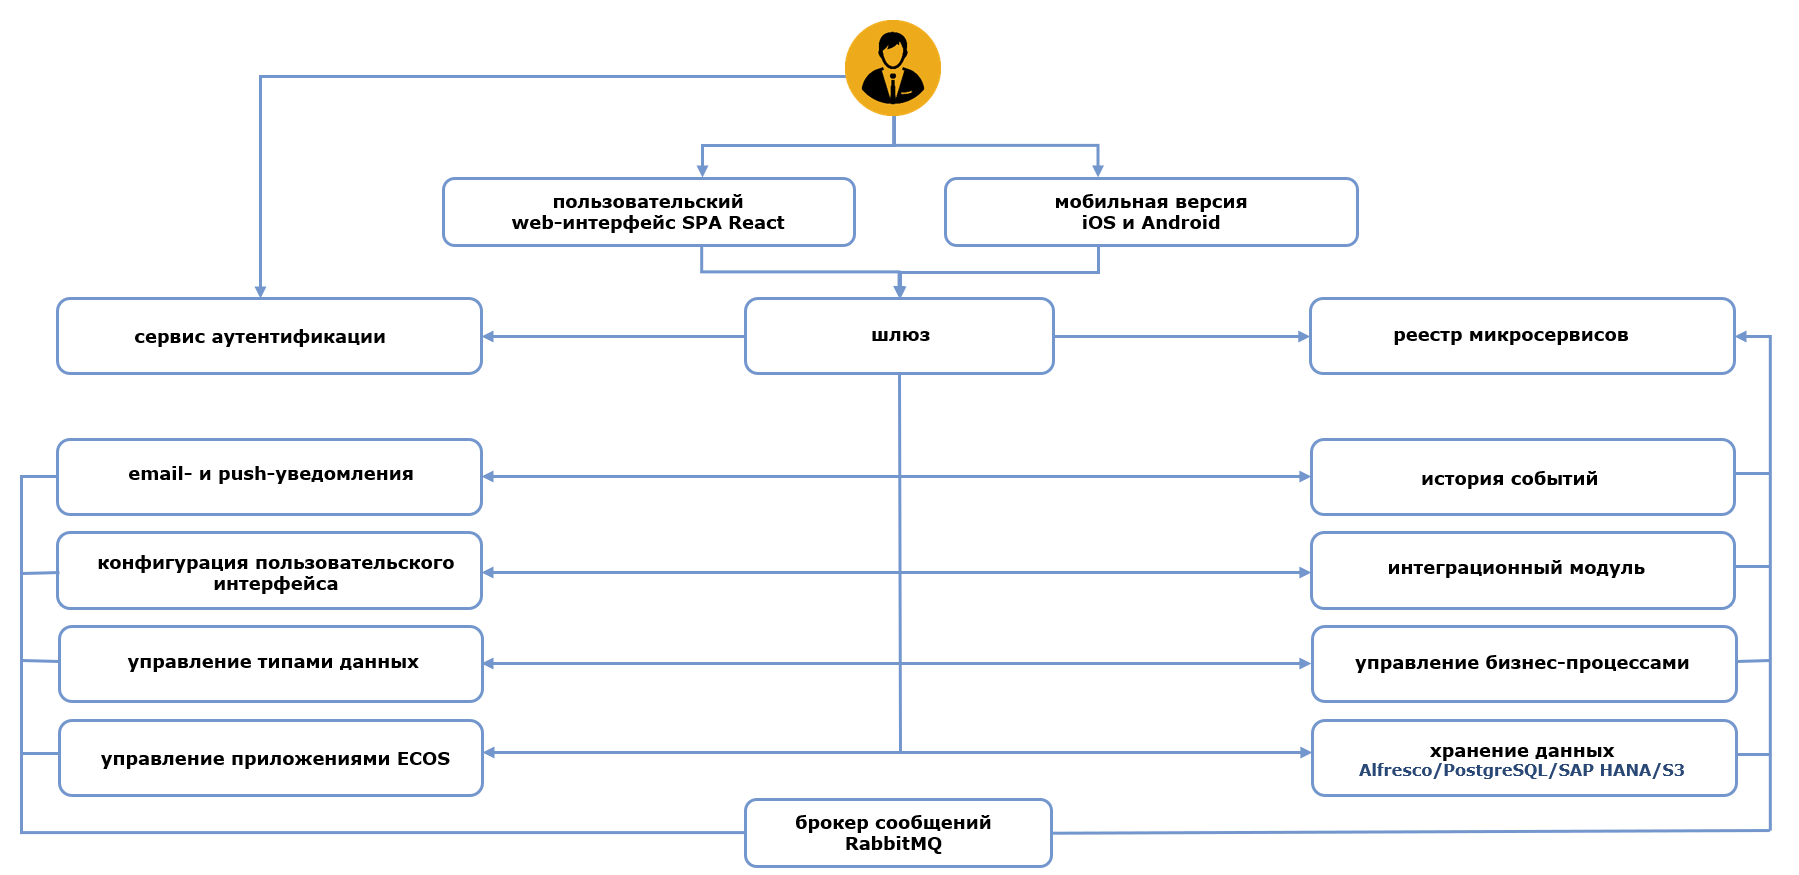 пользовательский
web-интерфейс SPA React
мобильная версия
iOS и Android
сервис аутентификации
шлюз
реестр микросервисов
email- и push-уведомления
история событий
конфигурация пользовательского
интерфейса
интеграционный модуль
управление типами данных
управление бизнес-процессами
управление приложениями ECOS
хранение данных
Alfresco/PostgreSQL/SAP HANA/S3
брокер сообщений
RabbitMQ